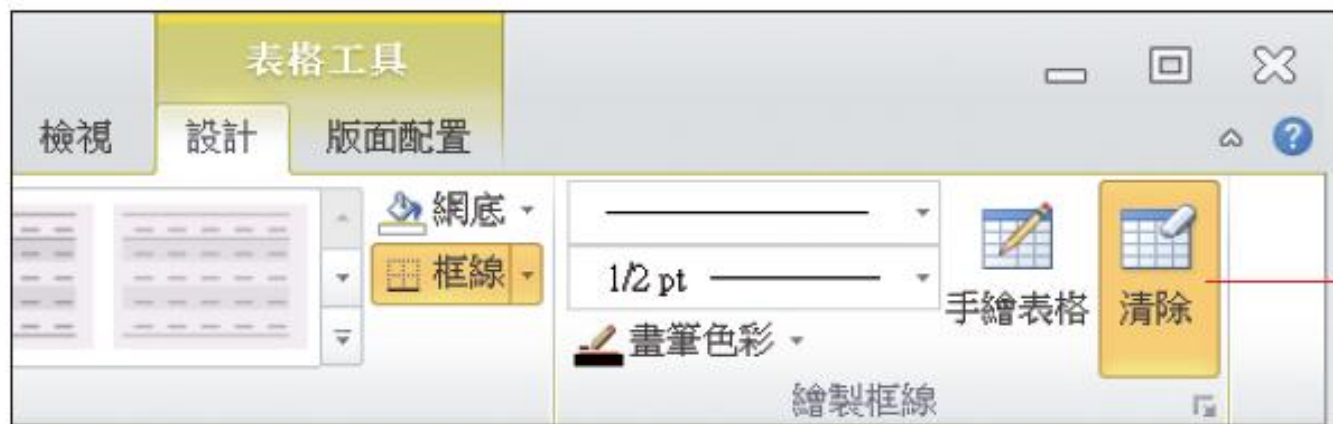 表格工具
檢視 設計 版面配置
?
網底
框線
1/2 pt
畫筆色彩
手繪表格
清除
繪製框線